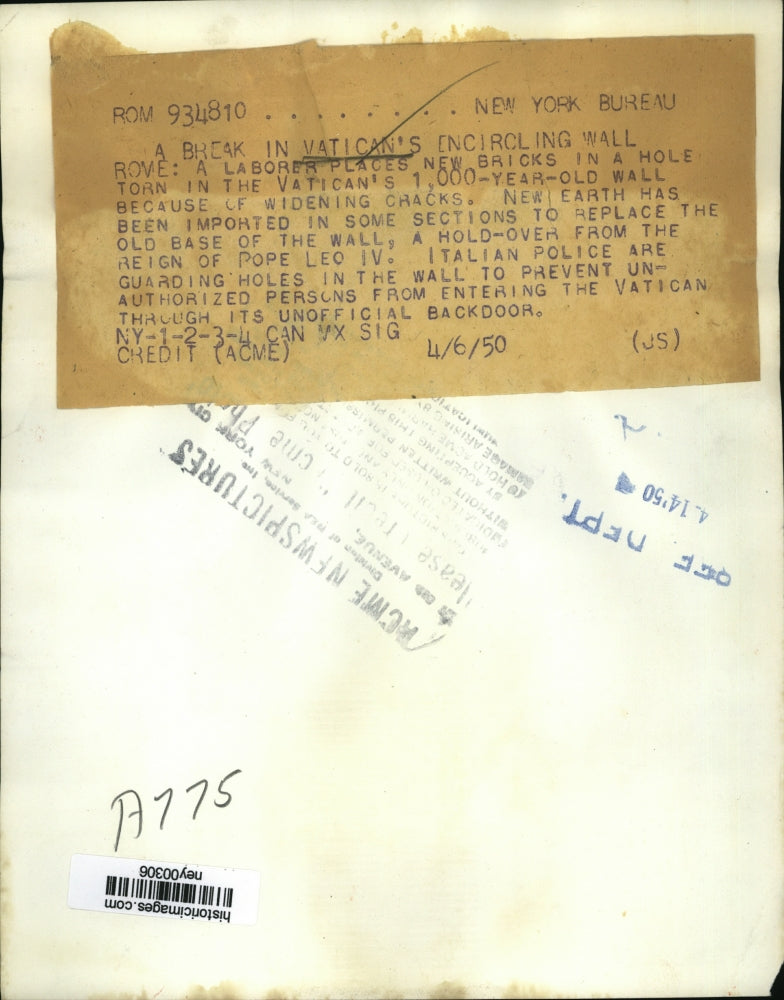 ROM 934810 . . . . . . . . . NEW YORK BUREAU
A BREAK IN VATICAN'S ENCIRCLING WALL
ROME: A LABORER PLACES NEW BRICKS IN A HOLE
TORN IN THE VATICAN'S 1,000-YEAR-OLD WALL
BECAUSE OF WIDENING CRACKS. NEW EARTH HAS
BEEN IMPORTED IN SOME SECTIONS TO REPLACE THE
OLD BASE OF THE WALL, A HOLD-OVER FROM THE
REIGN OF POPE LEO IV. ITALIAN POLICE ARE
GUARDING HOLES IN THE WALL TO PREVENT UN-
AUTHORIZED PERSONS FROM ENTERING THE VATICAN
THROUGH ITS UNOFFICIAL BACKDOOR.
NY-1-2-3-4 CAN VX SIG
CREDIT (ACME) 4/6/50 (JS)
ACME NEWSPICTURES
AVENUE, NEW YORK
4.14'50
REF DEPT.
A775
historicimages.com
ney00306